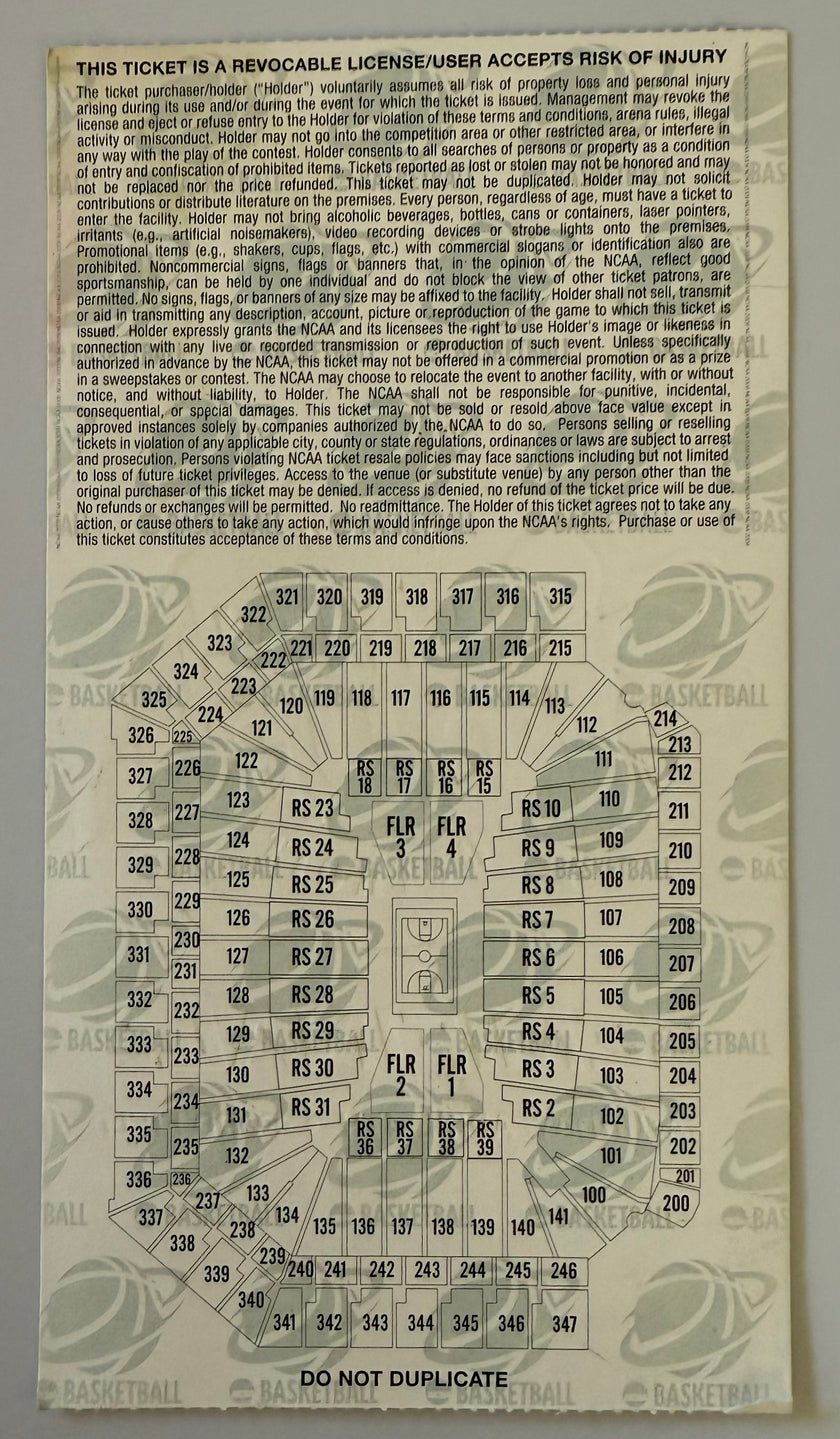 THIS TICKET IS A REVOCABLE LICENSE/USER ACCEPTS RISK OF INJURY
The ticket purchaser/holder ("Holder") voluntarily assumes all risk of property loss and personal injury
arising during its use and/or during the event for which the ticket is issued. Management may revoke the
license and eject or refuse entry to the Holder for violation of these terms and conditions, arena rules, illegal
activity or misconduct. Holder may not go into the competition area or other restricted area, or interfere in
any way with the play of the contest. Holder consents to all searches of persons or property as a condition
of entry and confiscation of prohibited items. Tickets reported as lost or stolen may not be honored and may
not be replaced nor the price refunded. This ticket may not be duplicated. Holder may not solicit
contributions or distribute literature on the premises. Every person, regardless of age, must have a ticket to
enter the facility. Holder may not bring alcoholic beverages, bottles, cans or containers, laser pointers,
irritants (e.g., artificial noisemakers), video recording devices or strobe lights onto the premises.
Promotional items (e.g., shakers, cups, flags, etc.) with commercial slogans or identification also are
prohibited. Noncommercial signs, flags or banners that, in the opinion of the NCAA, reflect good
sportsmanship, can be held by one individual and do not block the view of other ticket patrons, are
permitted. No signs, flags, or banners of any size may be affixed to the facility. Holder shall not sell, transmit
or aid in transmitting any description, account, picture or reproduction of the game to which this ticket is
issued. Holder expressly grants the NCAA and its licensees the right to use Holder's image or likeness in
connection with any live or recorded transmission or reproduction of such event. Unless specifically
authorized in advance by the NCAA, this ticket may not be offered in a commercial promotion or as a prize
in a sweepstakes or contest. The NCAA may choose to relocate the event to another facility, with or without
notice, and without liability, to Holder. The NCAA shall not be responsible for punitive, incidental,
consequential, or special damages. This ticket may not be sold or resold above face value except in
approved instances solely by companies authorized by the NCAA to do so. Persons selling or reselling
tickets in violation of any applicable city, county or state regulations, ordinances or laws are subject to arrest
and prosecution. Persons violating NCAA ticket resale policies may face sanctions including but not limited
to loss of future ticket privileges. Access to the venue (or substitute venue) by any person other than the
original purchaser of this ticket may be denied. If access is denied, no refund of the ticket price will be due.
No refunds or exchanges will be permitted. No readmittance. The Holder of this ticket agrees not to take any
action, or cause others to take any action, which would infringe upon the NCAA's rights. Purchase or use of
this ticket constitutes acceptance of these terms and conditions.
321 320 319 318 317 316 315
322
323
324
325
221 220 219 218 217 216 215
222
223
224
119 118 117 116 115 114 113
120
121
112
214
326 225 213
327 226 122 RS 18 RS 17 RS 16 RS 15 111 212
328 227 123 RS 23 FLR 3 FLR 4 RS 10 110 211
329 228 124 RS 24 RS 9 109 210
125 RS 25 RS 8 108 209
330 229 126 RS 26 RS 7 107 208
331 230 127 RS 27 RS 6 106 207
231
332 232 128 RS 28 RS 5 105 206
333 233 129 RS 29 RS 4 104 205
334 234 130 RS 30 FLR 2 FLR 1 RS 3 103 204
131 RS 31 RS 2 102 203
335 235 132 RS 36 RS 37 RS 38 RS 39 101 202
336 236 201
337 237 133 100 200
338 238 134 135 136 137 138 139 140 141
339 239 240 241 242 243 244 245 246
340 341 342 343 344 345 346 347
DO NOT DUPLICATE
BASKETBALL BASKETBALL BASKETBALL BASKETBALL